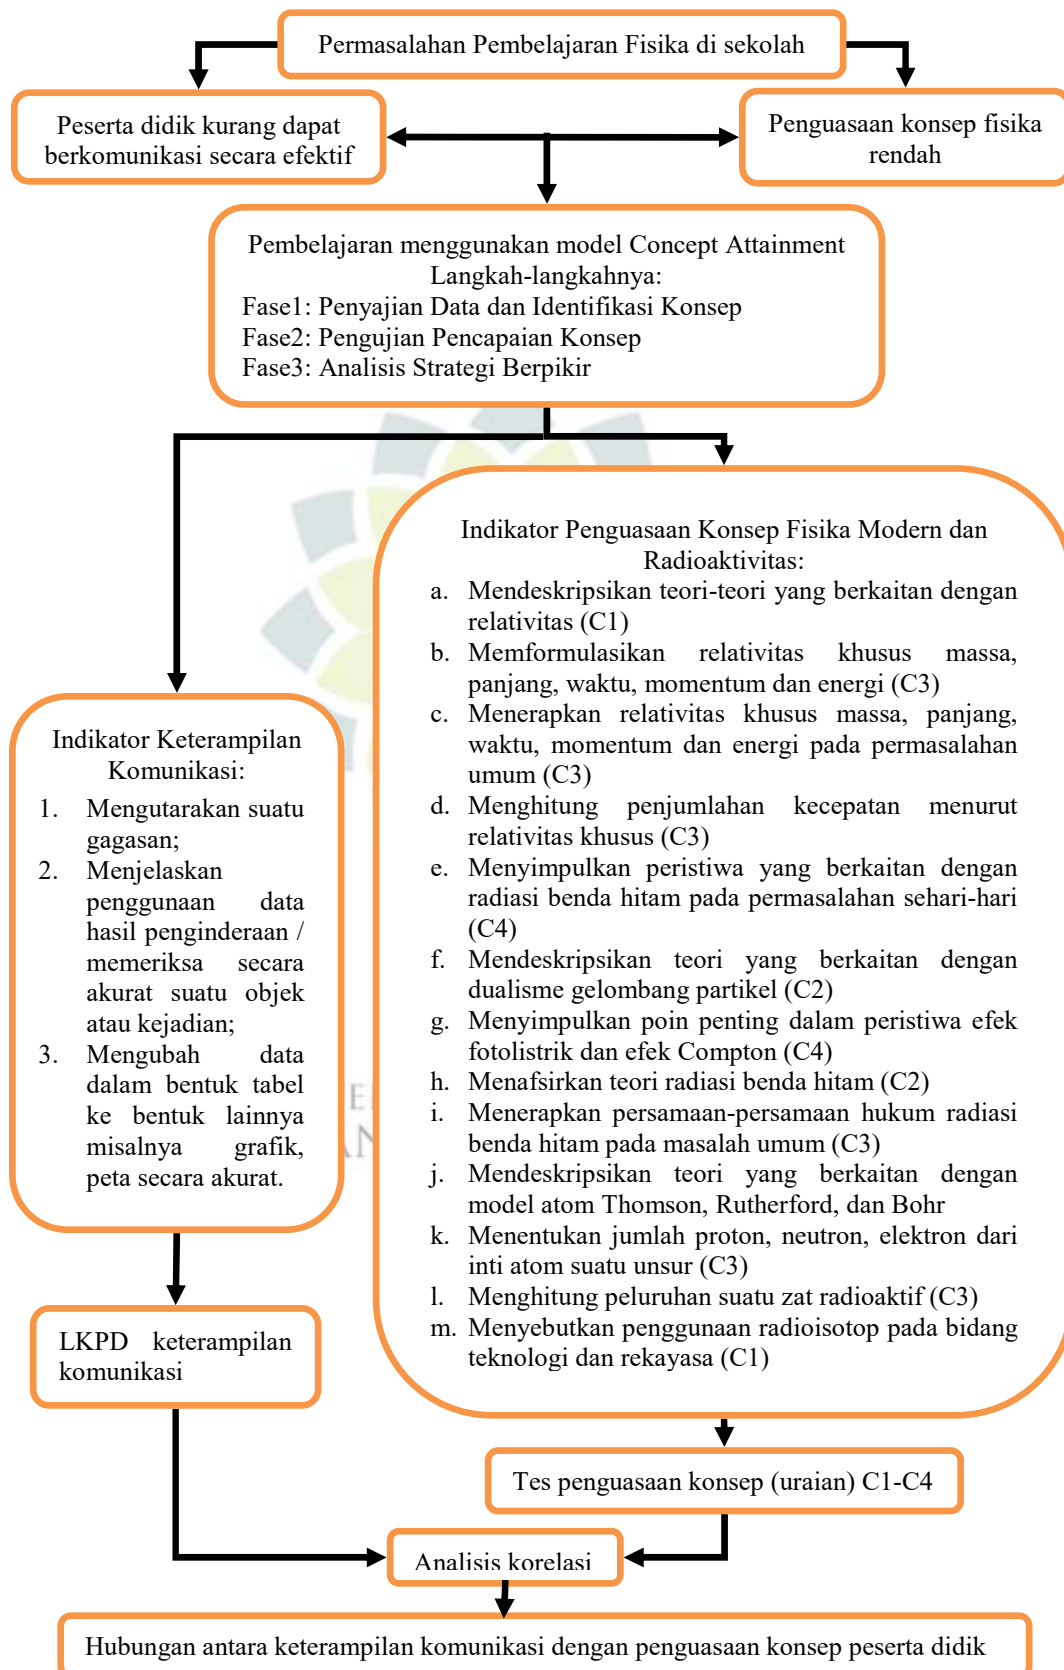 Permasalahan Pembelajaran Fisika di sekolah
Peserta didik kurang dapat
berkomunikasi secara efektif
Penguasaan konsep fisika
rendah
Pembelajaran menggunakan model Concept Attainment
Langkah-langkahnya:
Fase1: Penyajian Data dan Identifikasi Konsep
Fase2: Pengujian Pencapaian Konsep
Fase3: Analisis Strategi Berpikir
Indikator Keterampilan
Komunikasi:
1. Mengutarakan suatu
gagasan;
2. Menjelaskan
penggunaan data
hasil penginderaan /
memeriksa secara
akurat suatu objek
atau kejadian;
3. Mengubah data
dalam bentuk tabel
ke bentuk lainnya
misalnya grafik,
peta secara akurat.
Indikator Penguasaan Konsep Fisika Modern dan
Radioaktivitas:
a. Mendeskripsikan teori-teori yang berkaitan dengan
relativitas (C1)
b. Memformulasikan relativitas khusus massa,
panjang, waktu, momentum dan energi (C3)
c. Menerapkan relativitas khusus massa, panjang,
waktu, momentum dan energi pada permasalahan
umum (C3)
d. Menghitung penjumlahan kecepatan menurut
relativitas khusus (C3)
e. Menyimpulkan peristiwa yang berkaitan dengan
radiasi benda hitam pada permasalahan sehari-hari
(C4)
f. Mendeskripsikan teori yang berkaitan dengan
dualisme gelombang partikel (C2)
g. Menyimpulkan poin penting dalam peristiwa efek
fotolistrik dan efek Compton (C4)
h. Menafsirkan teori radiasi benda hitam (C2)
i. Menerapkan persamaan-persamaan hukum radiasi
benda hitam pada masalah umum (C3)
j. Mendeskripsikan teori yang berkaitan dengan
model atom Thomson, Rutherford, dan Bohr
k. Menentukan jumlah proton, neutron, elektron dari
inti atom suatu unsur (C3)
l. Menghitung peluruhan suatu zat radioaktif (C3)
m. Menyebutkan penggunaan radioisotop pada bidang
teknologi dan rekayasa (C1)
LKPD keterampilan
komunikasi
Tes penguasaan konsep (uraian) C1-C4
Analisis korelasi
Hubungan antara keterampilan komunikasi dengan penguasaan konsep peserta didik